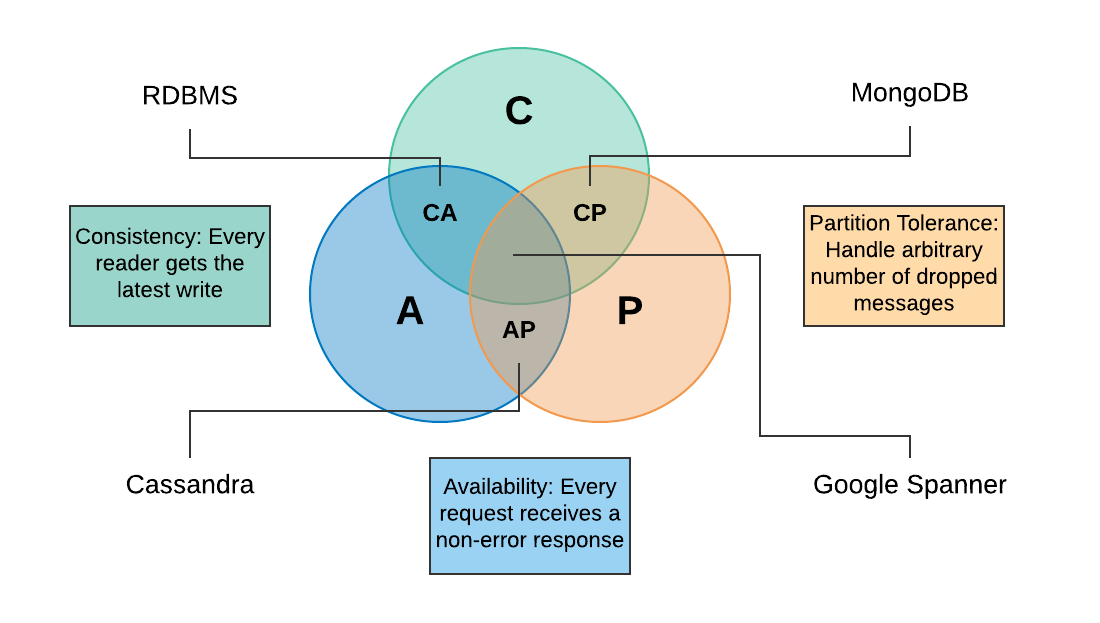 RDBMS
MongoDB
C
CA
CP
Consistency: Every
reader gets the
latest write
Partition Tolerance:
Handle arbitrary
number of dropped
messages
A
P
AP
Cassandra
Google Spanner
Availability: Every
request receives a
non-error response